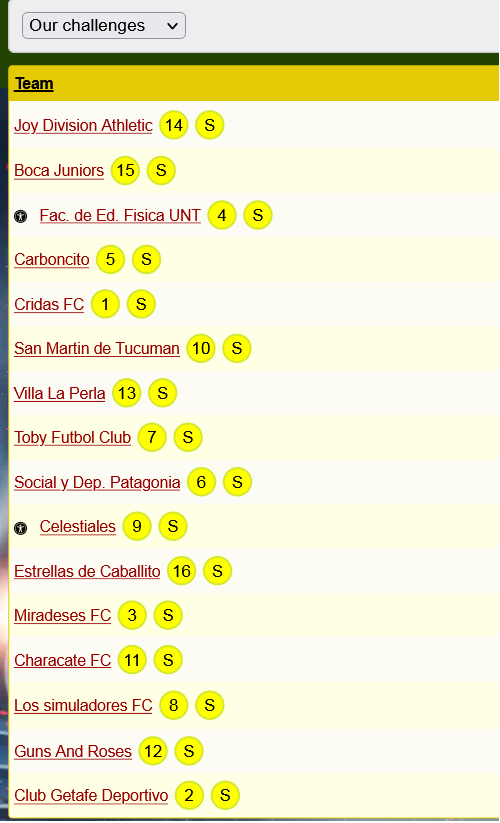 Our challenges
Team
Joy Division Athletic 14 S
Boca Juniors 15 S
Fac. de Ed. Fisica UNT 4 S
Carboncito 5 S
Cridas FC 1 S
San Martin de Tucuman 10 S
Villa La Perla 13 S
Toby Futbol Club 7 S
Social y Dep. Patagonia 6 S
Celestiales 9 S
Estrellas de Caballito 16 S
Miradeses FC 3 S
Characate FC 11 S
Los simuladores FC 8 S
Guns And Roses 12 S
Club Getafe Deportivo 2 S